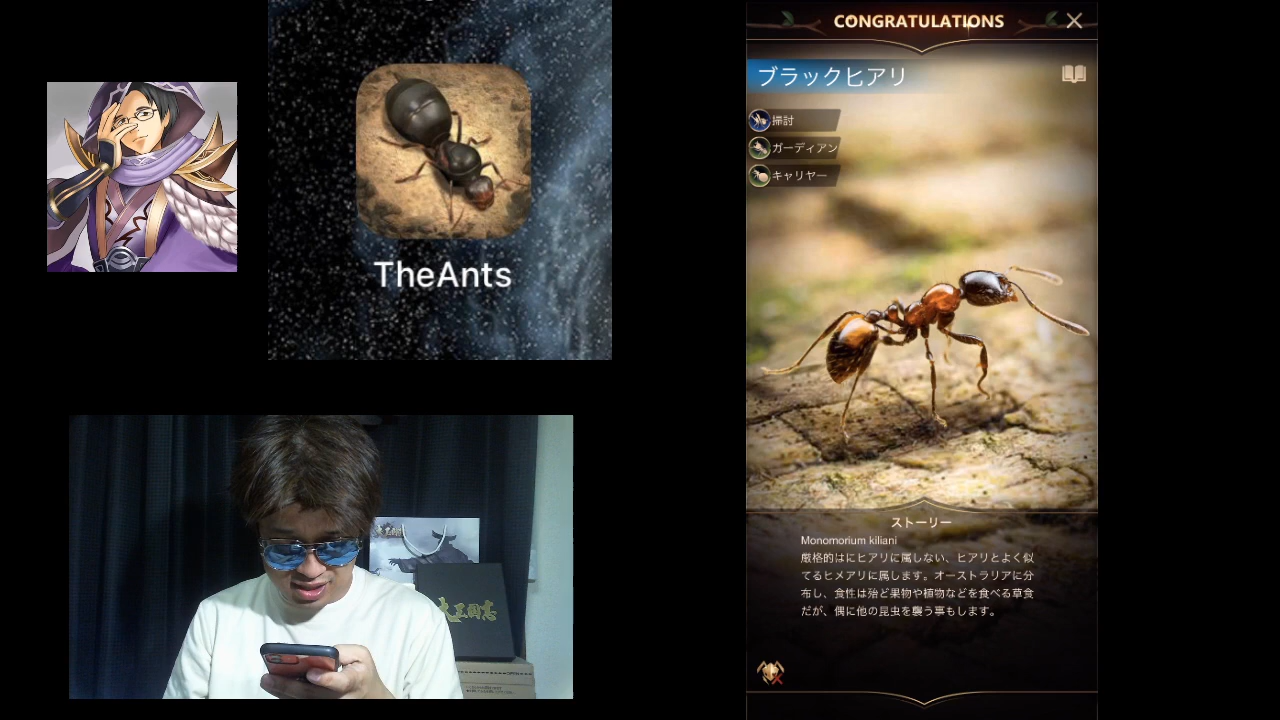 TheAnts
CONGRATULATIONS
ブラックヒアリ
掃討
ガーディアン
キャリヤー
ストーリー
Monomorium kiliani
厳格的はにヒアリに属しない、ヒアリとよく似
てるヒメアリに属します。オーストラリアに分
布し、食性は殆ど果物や植物などを食べる草食
だが、偶に他の昆虫を襲う事もします。